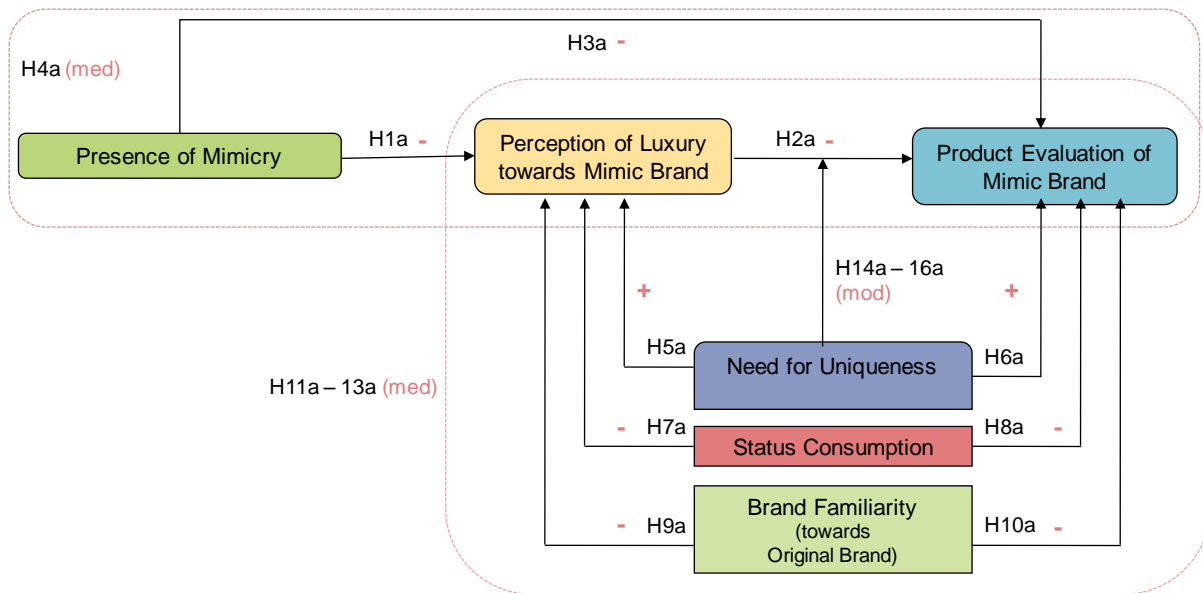 H3a -
H4a (med)
Presence of Mimicry
H1a -
Perception of Luxury
towards Mimic Brand
H2a -
Product Evaluation of
Mimic Brand
H14a – 16a
(mod)
+
+
H5a
Need for Uniqueness
H6a
H11a – 13a (med)
- H7a
Status Consumption
H8a -
- H9a
Brand Familiarity
(towards
Original Brand)
H10a -